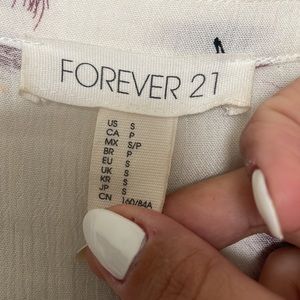 FOREVER 21
US S
CA P
MX S/P
BR P
EU S
UK S
KR S
JP S
CN 160/84A